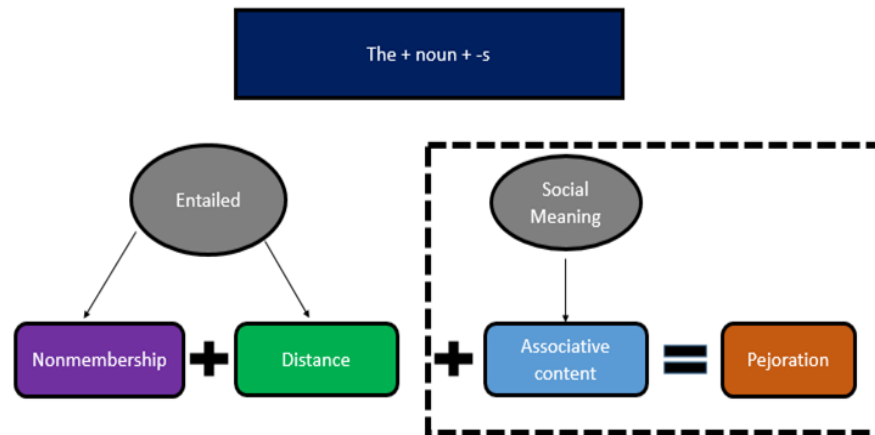 The + noun + -s
Entailed
Social
Meaning
Nonmembership
+
Distance
+
Associative
content
=
Pejoration